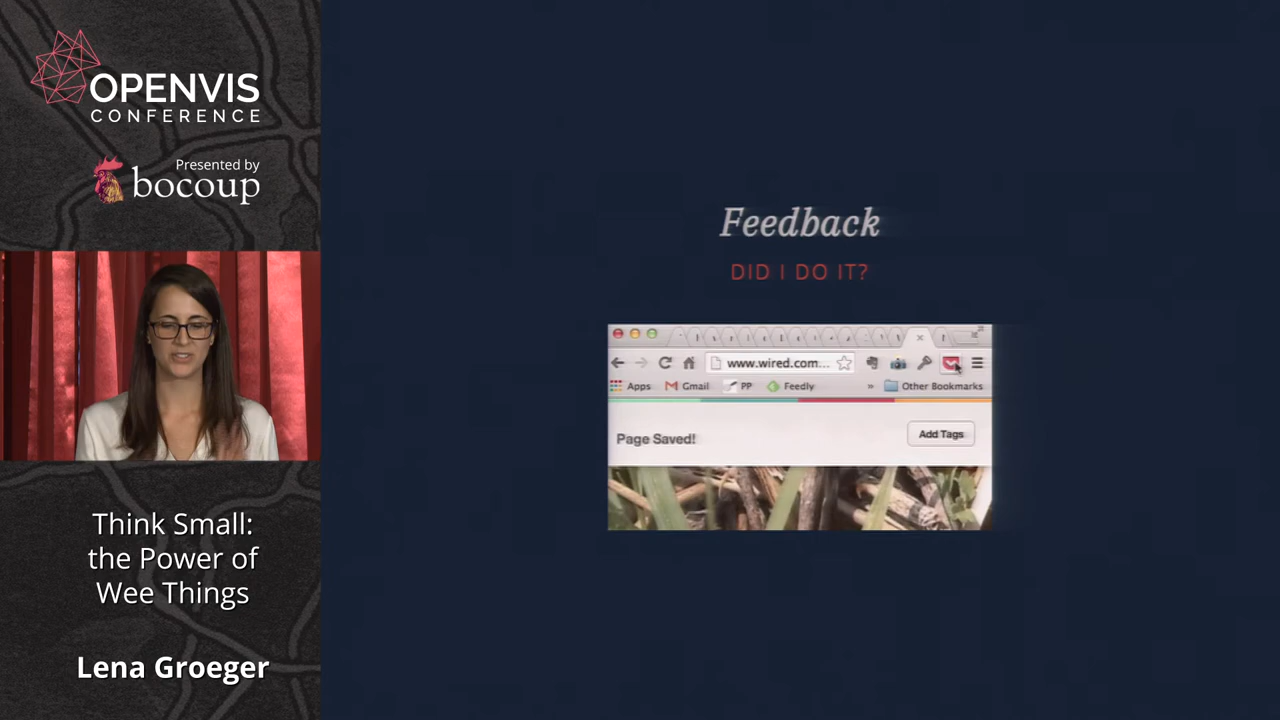 OPENVIS
CONFERENCE
Presented by
bocoup
Think Small:
the Power of
Wee Things
Lena Groeger
Feedback
DID I DO IT?
www.wired.com...
Apps Gmail PP Feedly » Other Bookmarks
Page Saved! Add Tags